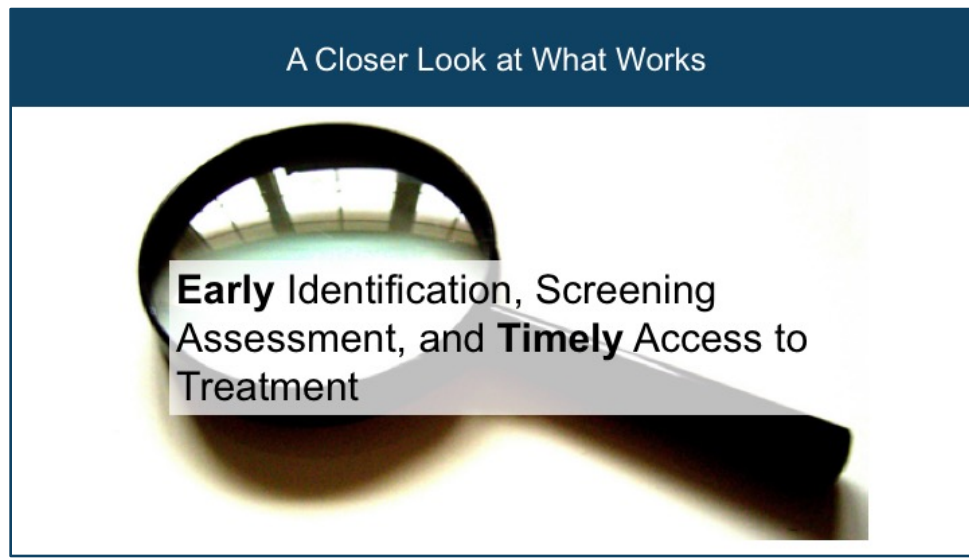 A Closer Look at What Works
Early Identification, Screening
Assessment, and Timely Access to
Treatment